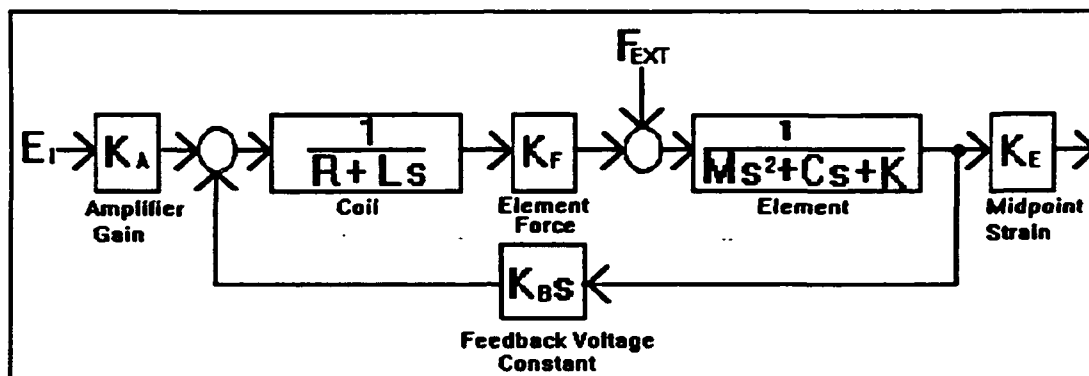 F_EXT
E_I
K_A
1
R + Ls
K_F
1
Ms²+Cs+K
K_E
Amplifier
Gain
Coil
Element
Force
Element
Midpoint
Strain
K_Bs
Feedback Voltage
Constant